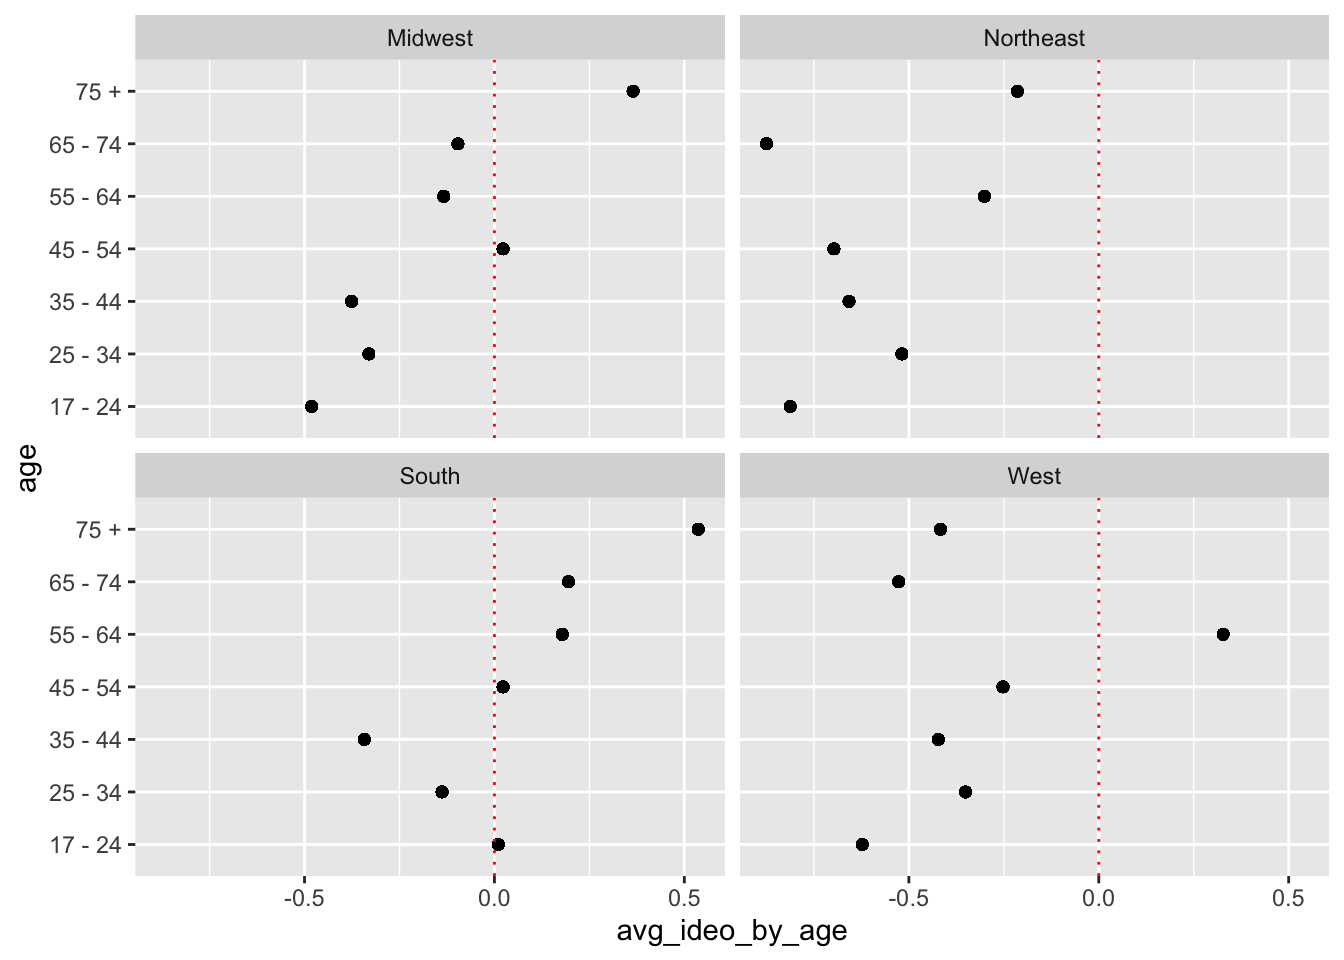 Midwest
Northeast
75 +
65 - 74
55 - 64
45 - 54
35 - 44
25 - 34
17 - 24
age
South
West
75 +
65 - 74
55 - 64
45 - 54
35 - 44
25 - 34
17 - 24
-0.5 0.0 0.5
-0.5 0.0 0.5
avg_ideo_by_age